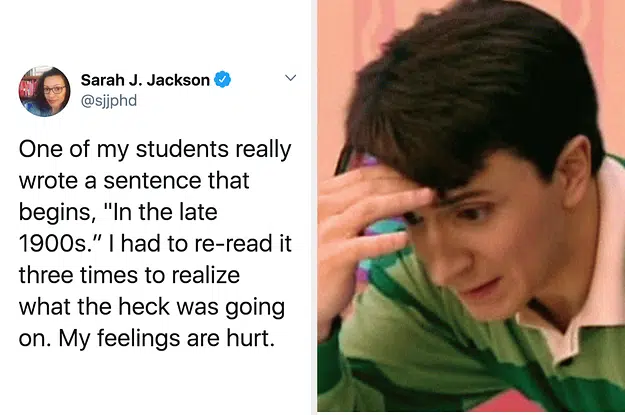 Sarah J. Jackson
@sjjphd
One of my students really
wrote a sentence that
begins, "In the late
1900s.” I had to re-read it
three times to realize
what the heck was going
on. My feelings are hurt.